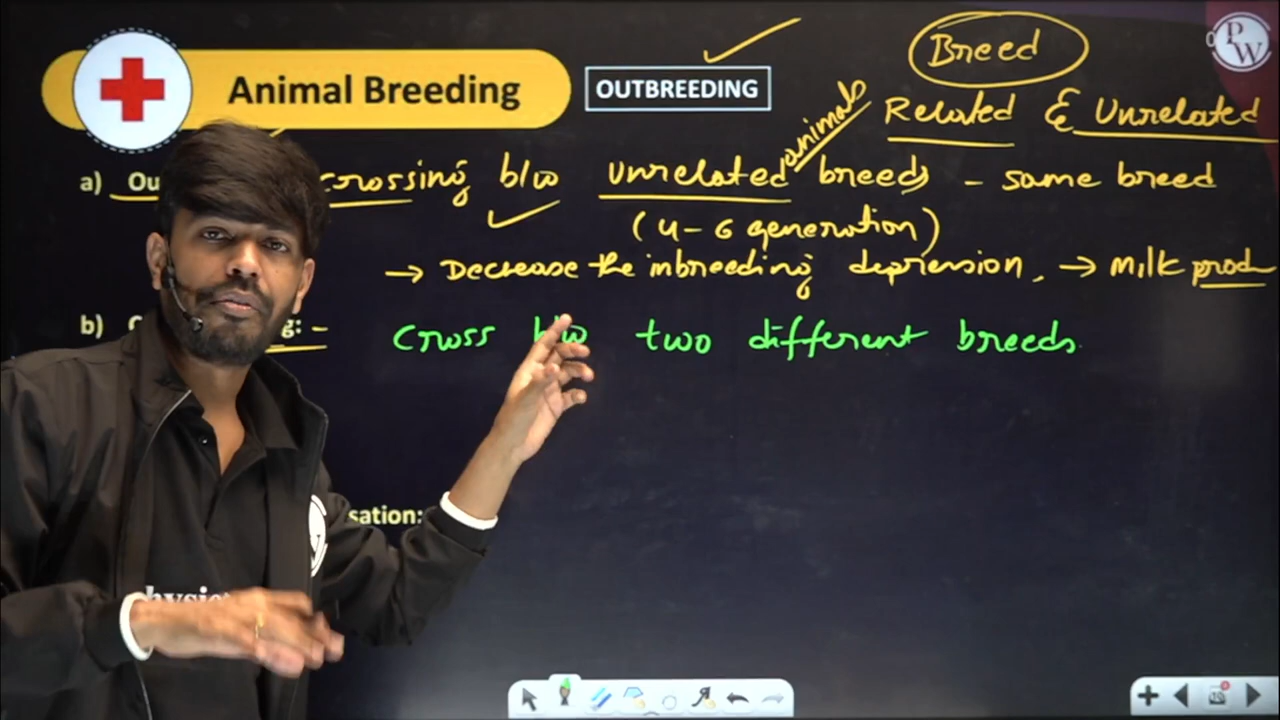 Breed
PW
Animal Breeding
OUTBREEDING
animals
Related & Unrelated
a) Ou crossing b/w unrelated breeds - same breed
(4-6 generation)
→ Decrease the inbreeding depression, → Milk prod
b) g: - cross b/w two different breeds.
sation:
hysic